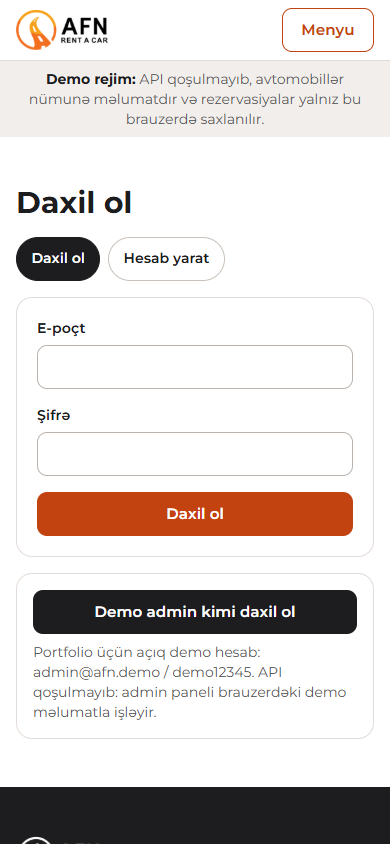 AFN
RENT A CAR
Menyu
Demo rejim: API qoşulmayıb, avtomobillər
nümunə məlumatdır və rezervasiyalar yalnız bu
brauzerdə saxlanılır.
Daxil ol
Daxil ol
Hesab yarat
E-poçt
Şifrə
Daxil ol
Demo admin kimi daxil ol
Portfolio üçün açıq demo hesab:
admin@afn.demo / demo12345. API
qoşulmayıb: admin paneli brauzerdəki demo
məlumatla işləyir.